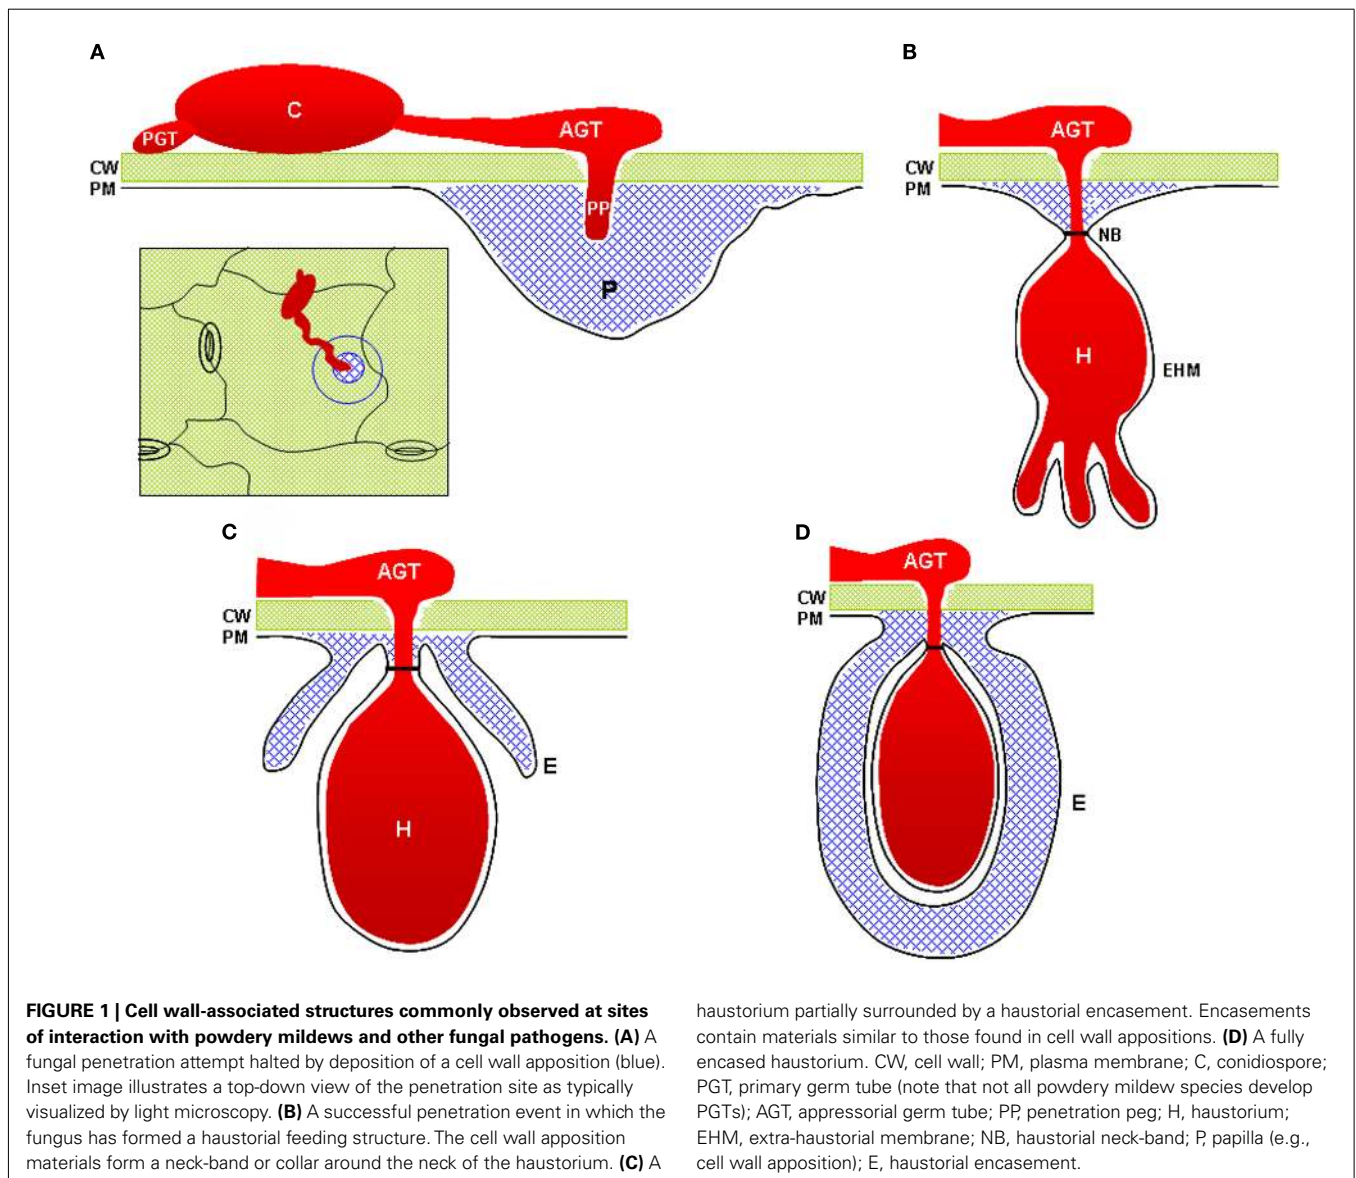 A
B
C
AGT
PGT
CW
PM
PP
P
AGT
CW
PM
NB
H
EHM
C
AGT
CW
PM
E
H
D
AGT
CW
PM
E
FIGURE 1 | Cell wall-associated structures commonly observed at sites
of interaction with powdery mildews and other fungal pathogens. (A) A
fungal penetration attempt halted by deposition of a cell wall apposition (blue).
Inset image illustrates a top-down view of the penetration site as typically
visualized by light microscopy. (B) A successful penetration event in which the
fungus has formed a haustorial feeding structure. The cell wall apposition
materials form a neck-band or collar around the neck of the haustorium. (C) A
haustorium partially surrounded by a haustorial encasement. Encasements
contain materials similar to those found in cell wall appositions. (D) A fully
encased haustorium. CW, cell wall; PM, plasma membrane; C, conidiospore;
PGT, primary germ tube (note that not all powdery mildew species develop
PGTs); AGT, appressorial germ tube; PP, penetration peg; H, haustorium;
EHM, extra-haustorial membrane; NB, haustorial neck-band; P, papilla (e.g.,
cell wall apposition); E, haustorial encasement.